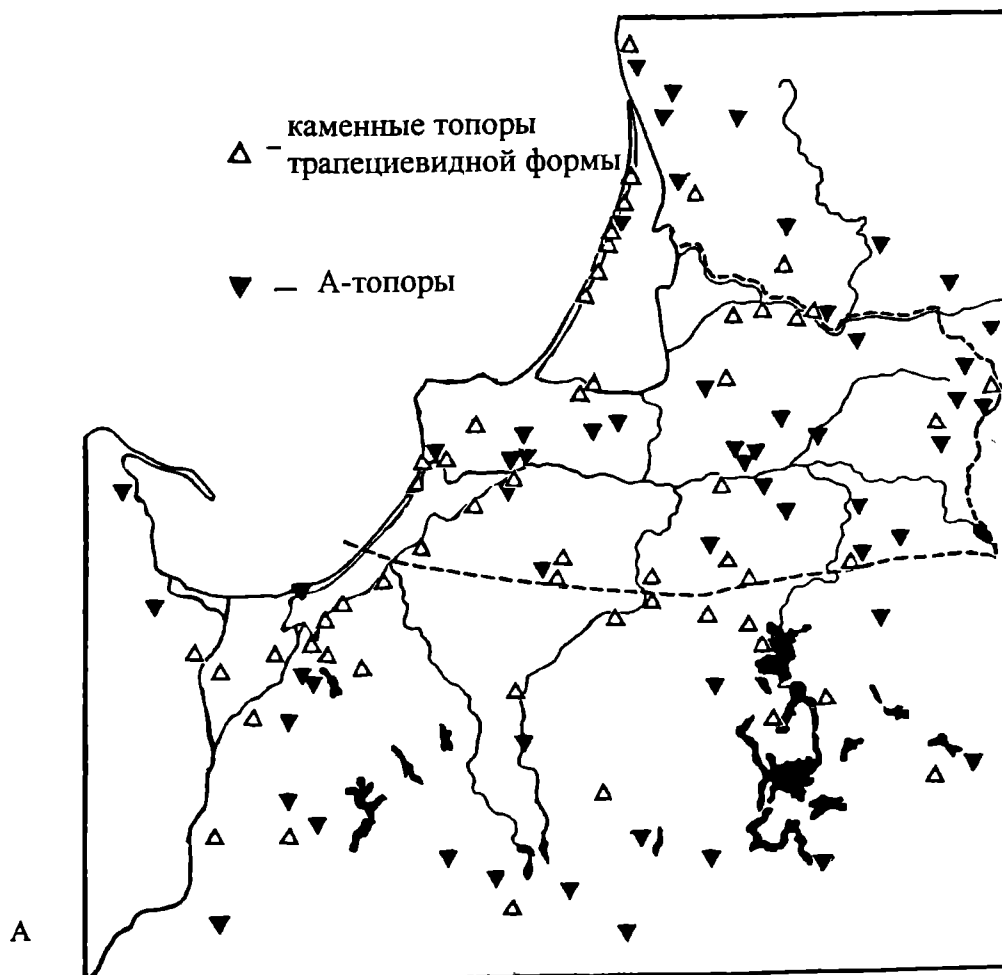 каменные топоры
△ - трапециевидной формы
▼ — А-топоры
А